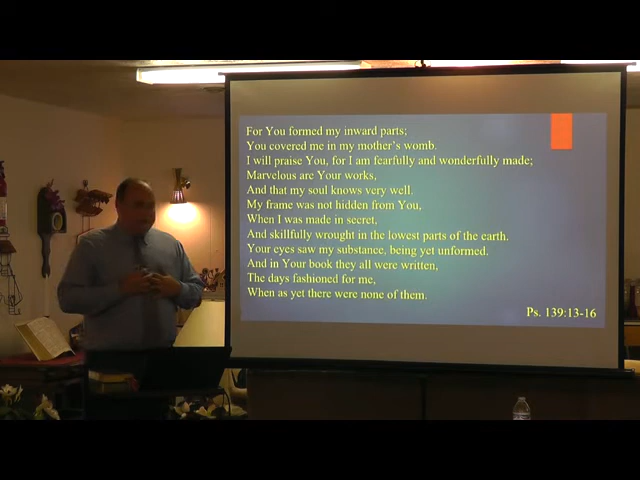 For You formed my inward parts;
You covered me in my mother's womb.
I will praise You, for I am fearfully and wonderfully made;
Marvelous are Your works,
And that my soul knows very well.
My frame was not hidden from You,
When I was made in secret,
And skillfully wrought in the lowest parts of the earth.
Your eyes saw my substance, being yet unformed.
And in Your book they all were written,
The days fashioned for me,
When as yet there were none of them.
Ps. 139:13-16